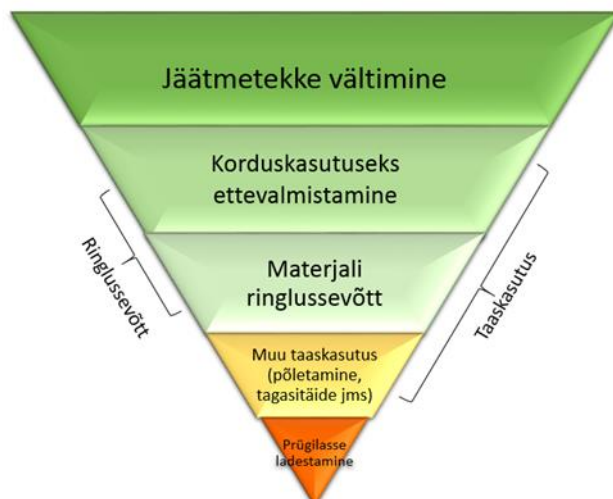 Jäätmetekke vältimine
Korduskasutuseks
ettevalmistamine
Ringlussevõtt
Materjali
ringlussevõtt
Taaskasutus
Muu taaskasutus
(põletamine,
tagasitäide jms)
Prügilasse
ladestamine